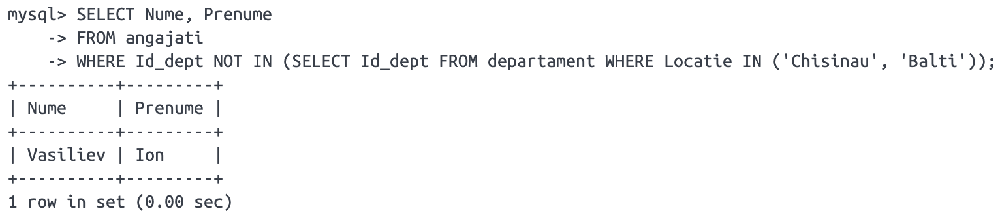 mysql> SELECT Nume, Prenume
    -> FROM angajati
    -> WHERE Id_dept NOT IN (SELECT Id_dept FROM departament WHERE Locatie IN ('Chisinau', 'Balti'));
+----------+---------+
| Nume     | Prenume |
+----------+---------+
| Vasiliev | Ion     |
+----------+---------+
1 row in set (0.00 sec)